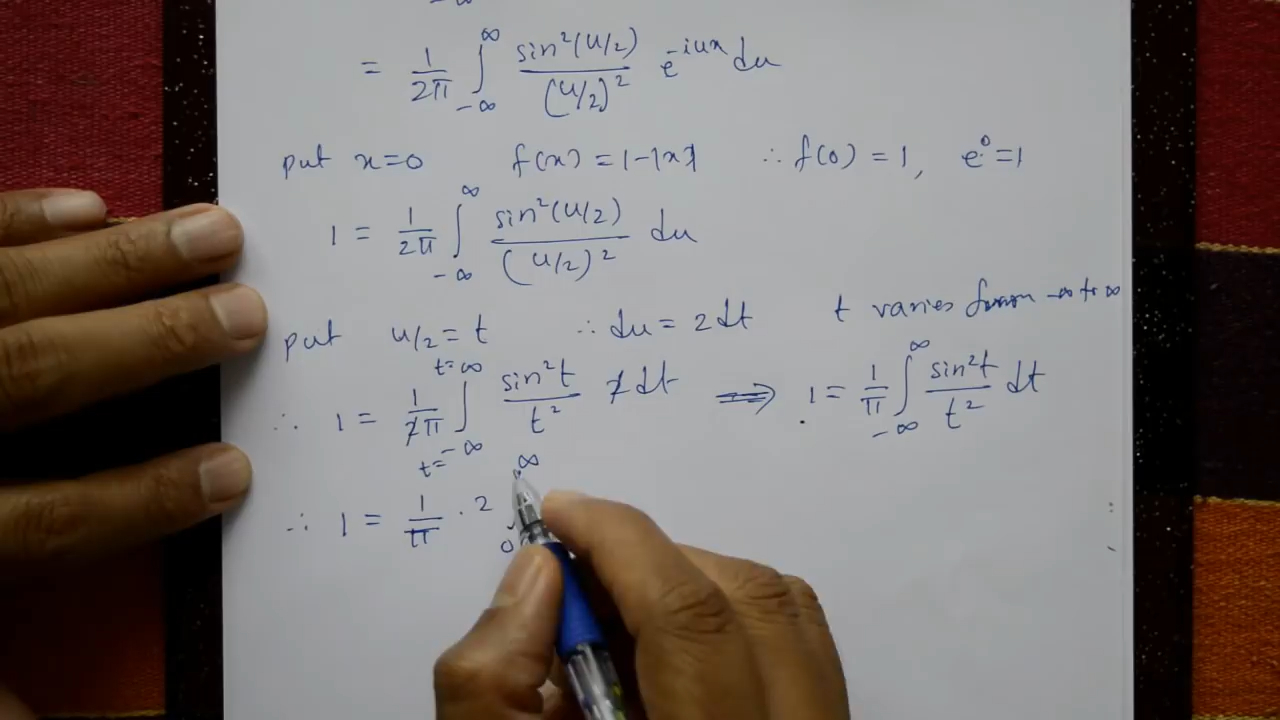 -∞
= 1/2π ∫_{-∞}^{∞} sin²(u/2)/(u/2)² e^{-iux} du
put x=0 f(x) = 1-|x| ∴ f(0) = 1, e⁰=1
1 = 1/2π ∫_{-∞}^{∞} sin²(u/2)/(u/2)² du
put u/2 = t ∴ du = 2dt t varies from -∞ to ∞
∴ 1 = 1/2π ∫_{t=-∞}^{t=∞} sin²t/t² 2dt ⟹ 1 = 1/π ∫_{-∞}^{∞} sin²t/t² dt
∴ 1 = 1/π · 2 ∫_{0}^{∞}